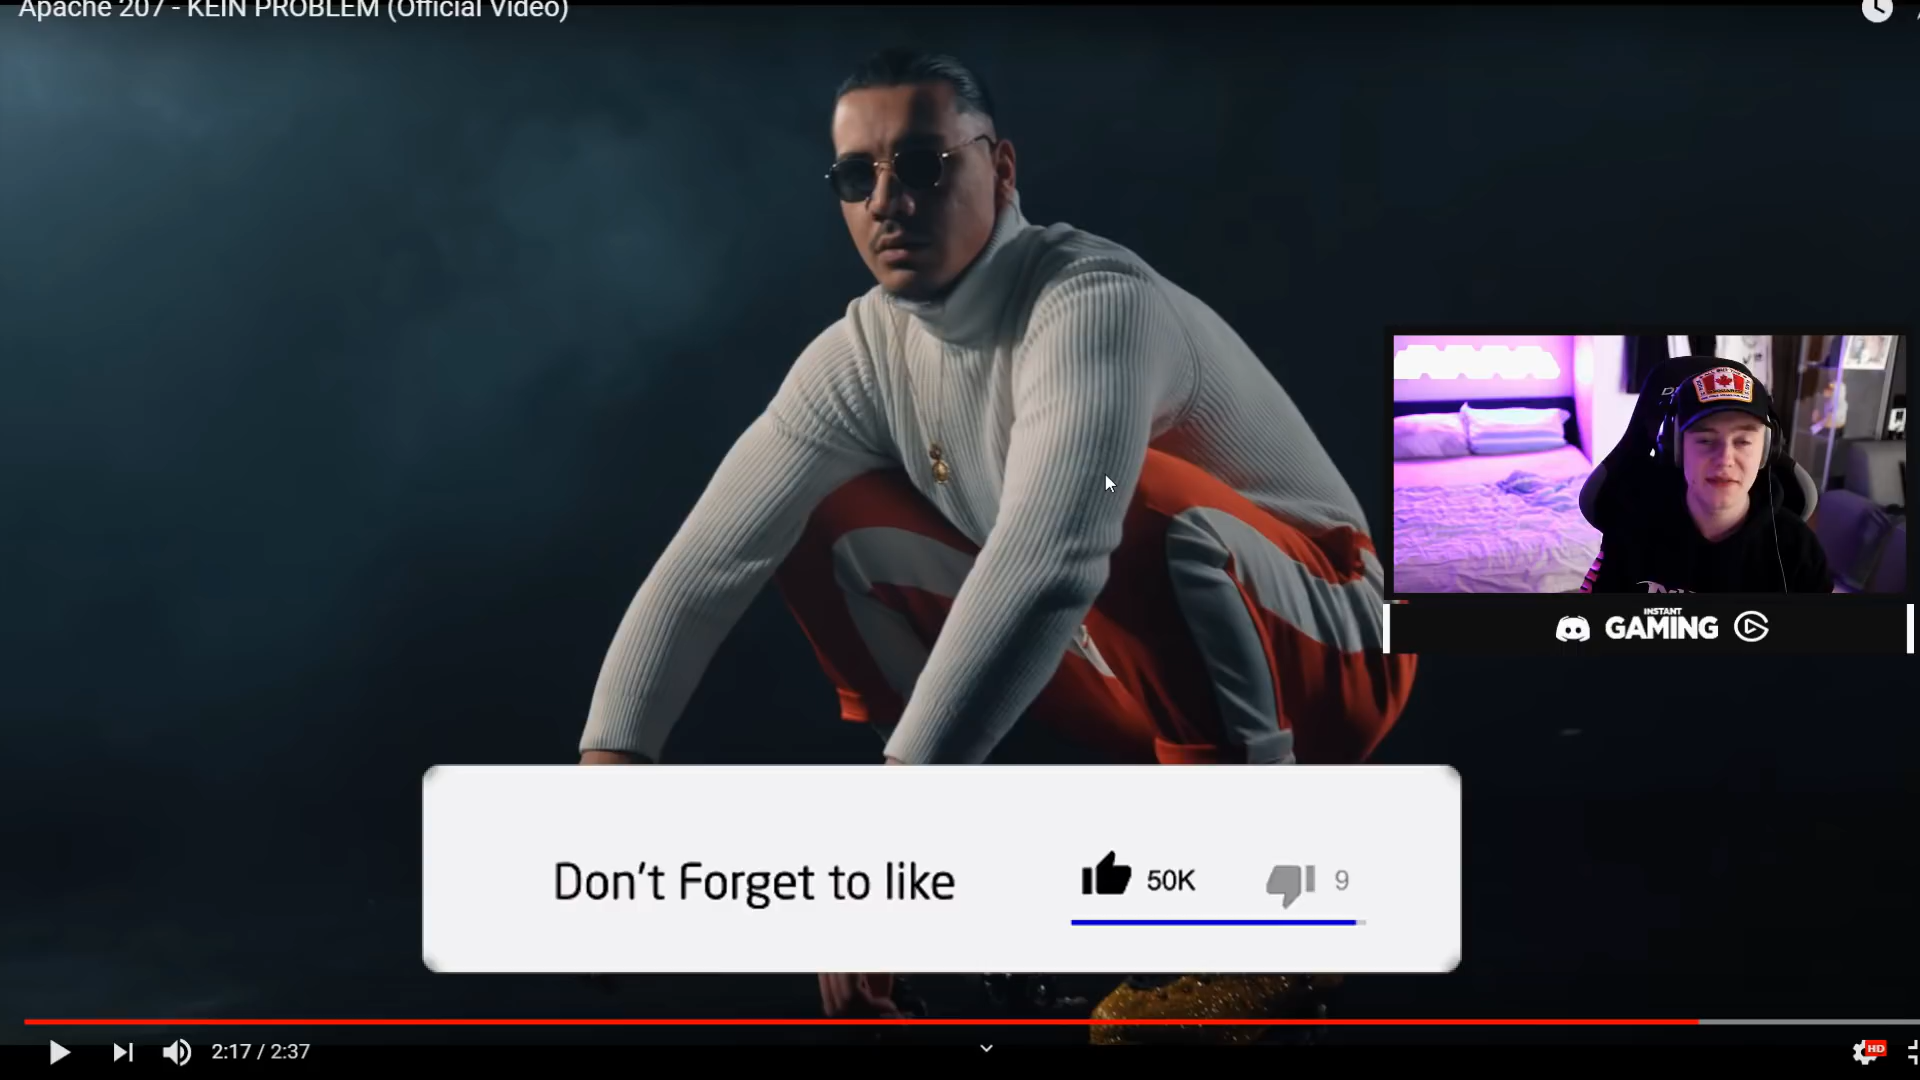 Apache 207 - KEIN PROBLEM (Official Video)
INSTANT
GAMING
Don't Forget to like
50K
9
2:17 / 2:37
HD